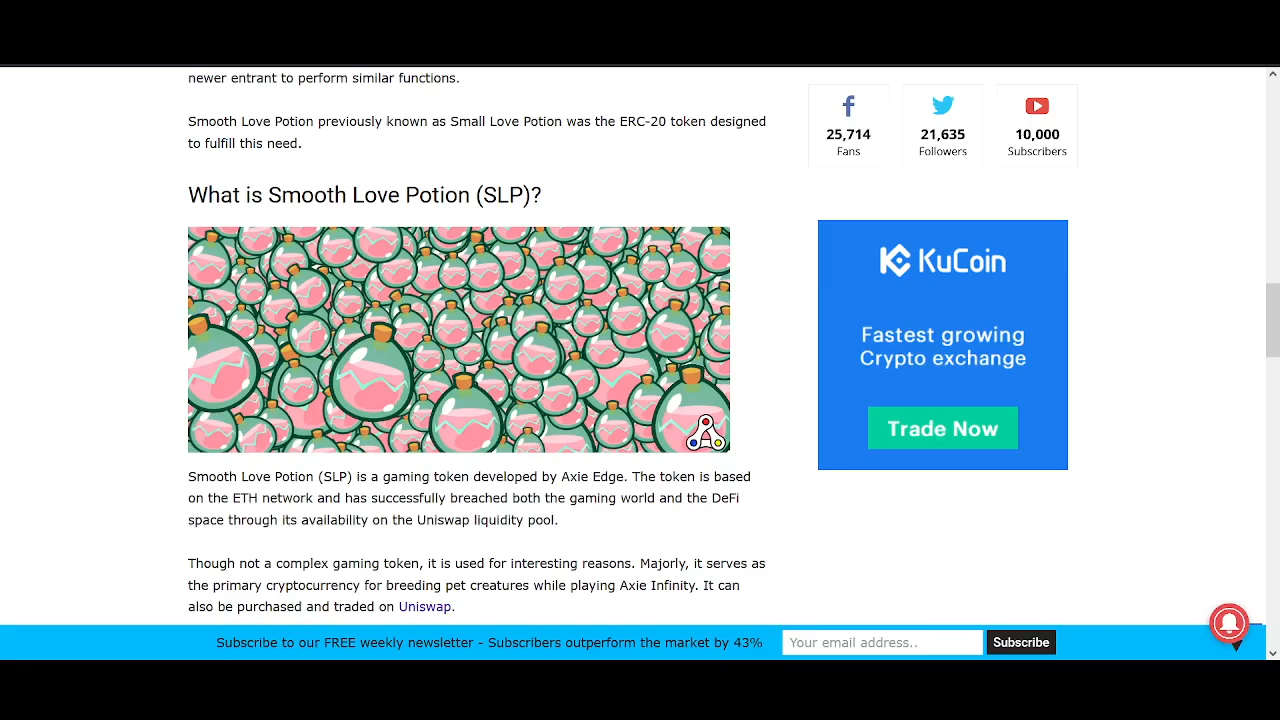 newer entrant to perform similar functions.
Smooth Love Potion previously known as Small Love Potion was the ERC-20 token designed
to fulfill this need.
What is Smooth Love Potion (SLP)?
Smooth Love Potion (SLP) is a gaming token developed by Axie Edge. The token is based
on the ETH network and has successfully breached both the gaming world and the DeFi
space through its availability on the Uniswap liquidity pool.
Though not a complex gaming token, it is used for interesting reasons. Majorly, it serves as
the primary cryptocurrency for breeding pet creatures while playing Axie Infinity. It can
also be purchased and traded on Uniswap.
25,714
Fans
21,635
Followers
10,000
Subscribers
KuCoin
Fastest growing
Crypto exchange
Trade Now
Subscribe to our FREE weekly newsletter - Subscribers outperform the market by 43%
Your email address..
Subscribe